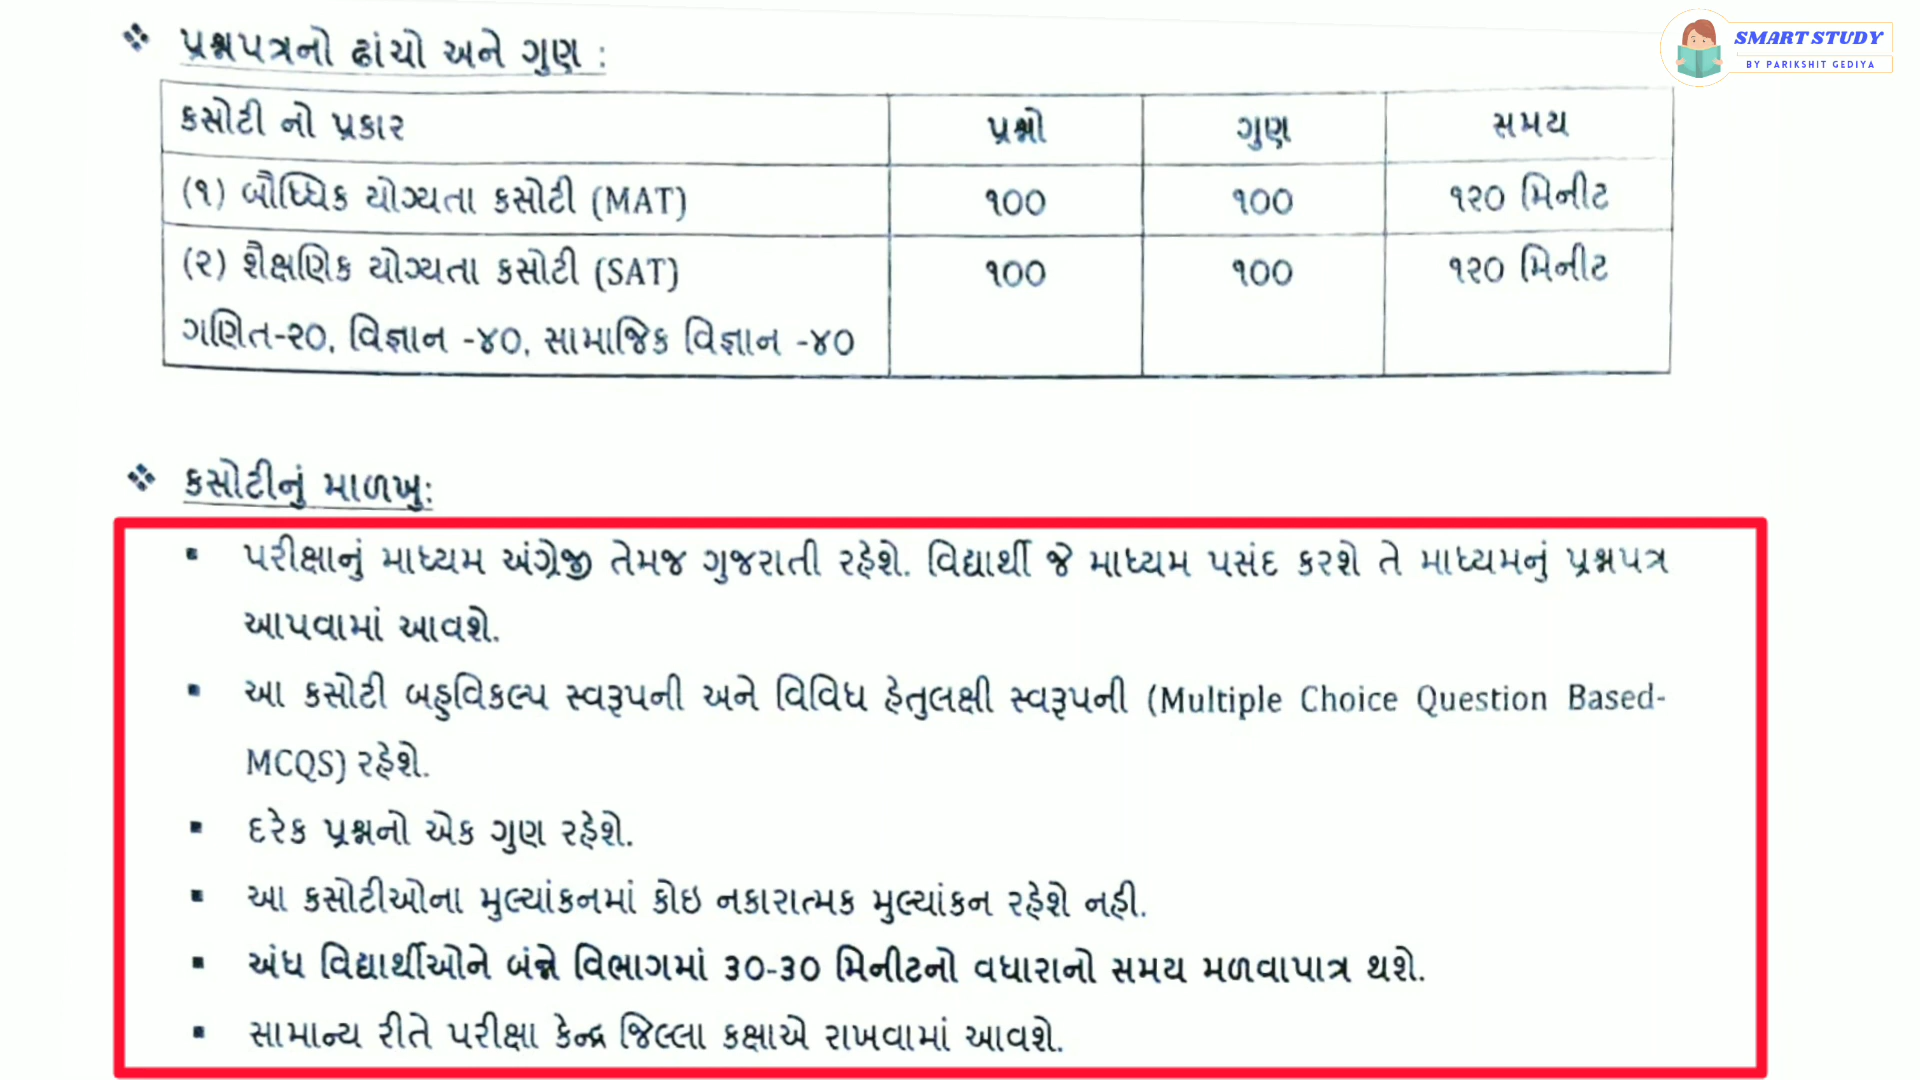 SMART STUDY
BY PARIKSHIT GEDIYA
❖ પ્રશ્નપત્રનો ઢાંચો અને ગુણ :
કસોટી નો પ્રકાર પ્રશ્નો ગુણ સમય
(૧) બૌધ્ધિક યોગ્યતા કસોટી (MAT) ૧૦૦ ૧૦૦ ૧૨૦ મિનીટ
(૨) શૈક્ષણિક યોગ્યતા કસોટી (SAT) ૧૦૦ ૧૦૦ ૧૨૦ મિનીટ
ગણિત-૨૦, વિજ્ઞાન -૪૦, સામાજિક વિજ્ઞાન -૪૦
❖ કસોટીનું માળખુ:
▪ પરીક્ષાનું માધ્યમ અંગ્રેજી તેમજ ગુજરાતી રહેશે. વિદ્યાર્થી જે માધ્યમ પસંદ કરશે તે માધ્યમનું પ્રશ્નપત્ર
આપવામાં આવશે.
▪ આ કસોટી બહુવિકલ્પ સ્વરૂપની અને વિવિધ હેતુલક્ષી સ્વરૂપની (Multiple Choice Question Based-
MCQS) રહેશે.
▪ દરેક પ્રશ્નનો એક ગુણ રહેશે.
▪ આ કસોટીઓના મુલ્યાંકનમાં કોઇ નકારાત્મક મુલ્યાંકન રહેશે નહી.
▪ અંધ વિદ્યાર્થીઓને બંન્ને વિભાગમાં ૩૦-૩૦ મિનીટનો વધારાનો સમય મળવાપાત્ર થશે.
▪ સામાન્ય રીતે પરીક્ષા કેન્દ્ર જિલ્લા કક્ષાએ રાખવામાં આવશે.